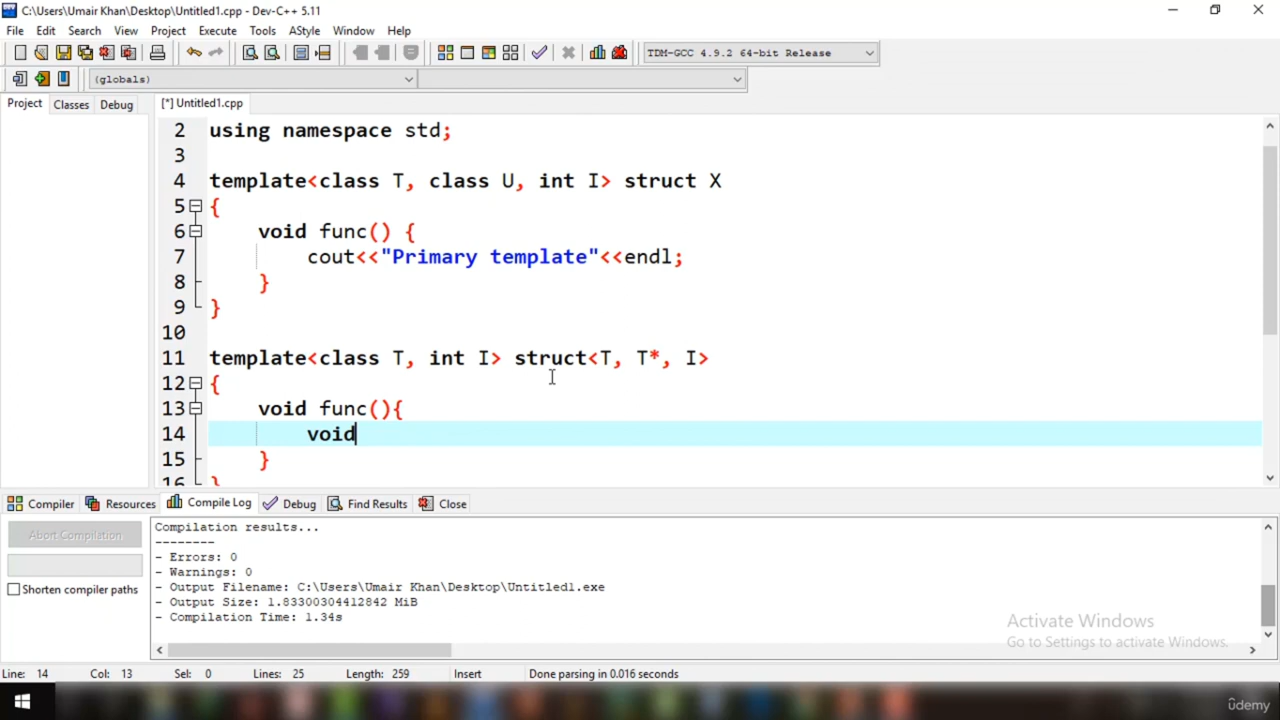 C:\Users\Umair Khan\Desktop\Untitled1.cpp - Dev-C++ 5.11
File Edit Search View Project Execute Tools AStyle Window Help
TDM-GCC 4.9.2 64-bit Release
(globals)
Project Classes Debug [*] Untitled1.cpp
2 using namespace std;
3
4 template<class T, class U, int I> struct X
5 {
6 void func() {
7 cout<<"Primary template"<<endl;
8 }
9 }
10
11 template<class T, int I> struct<T, T*, I>
12 {
13 void func(){
14 void
15 }
16 }
Compiler Resources Compile Log Debug Find Results Close
Abort Compilation
Shorten compiler paths
Compilation results...
--------
- Errors: 0
- Warnings: 0
- Output Filename: C:\Users\Umair Khan\Desktop\Untitled1.exe
- Output Size: 1.83300304412842 MiB
- Compilation Time: 1.34s
Activate Windows
Go to Settings to activate Windows.
Line: 14 Col: 13 Sel: 0 Lines: 25 Length: 259 Insert Done parsing in 0.016 seconds
ûdemy